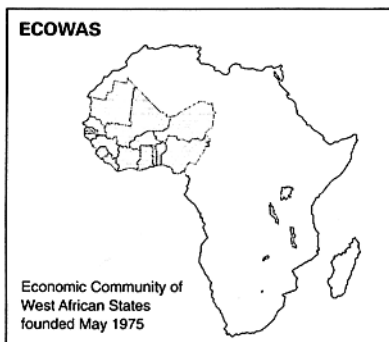 ECOWAS
Economic Community of
West African States
founded May 1975